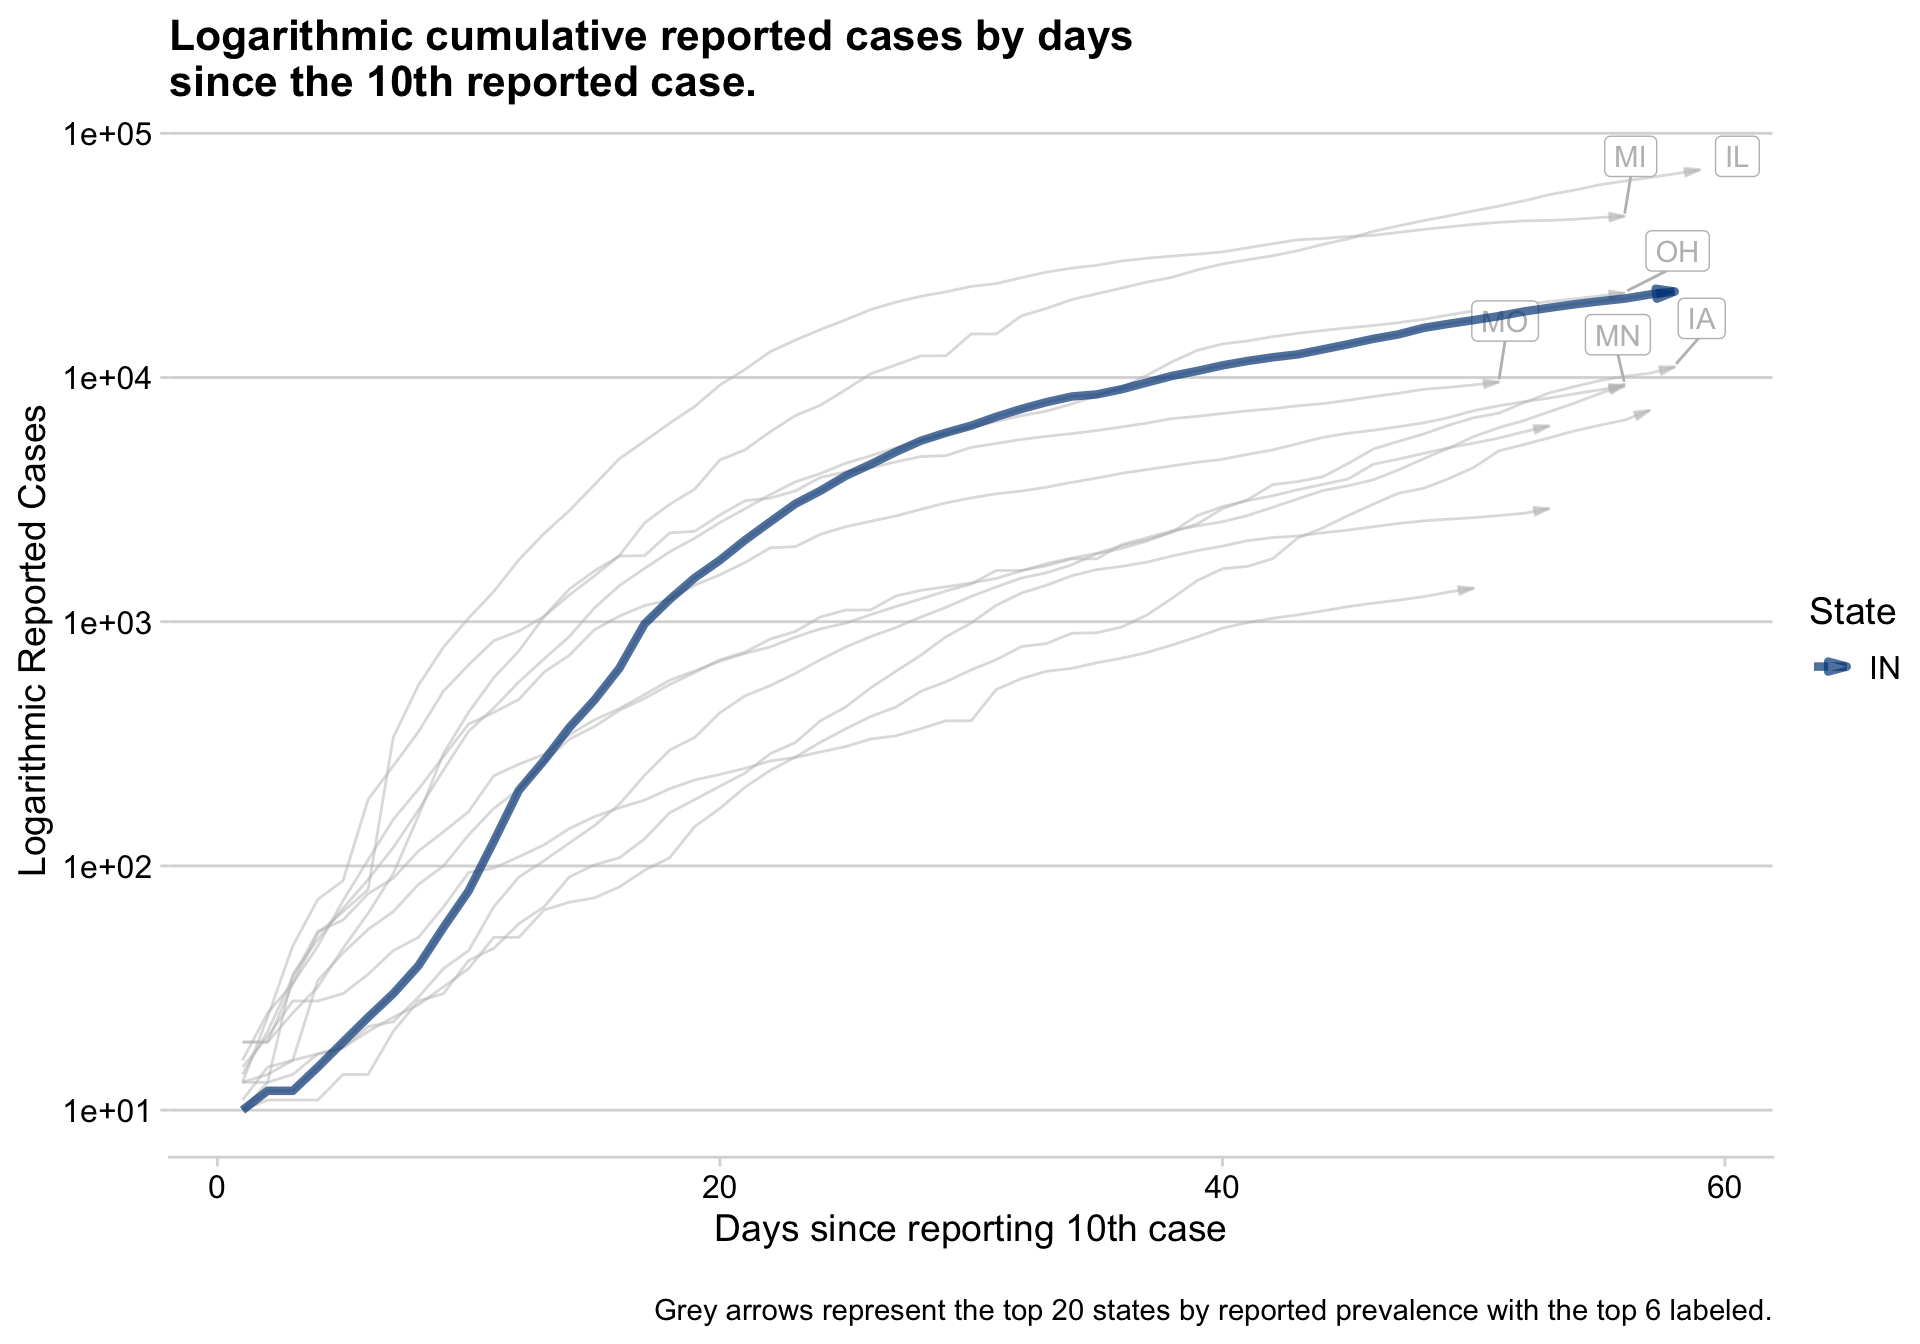 Logarithmic cumulative reported cases by days
since the 10th reported case.
1e+05
MI
IL
OH
MO
MN
IA
1e+04
1e+03
1e+02
1e+01
Logarithmic Reported Cases
State
IN
0
20
40
60
Days since reporting 10th case
Grey arrows represent the top 20 states by reported prevalence with the top 6 labeled.